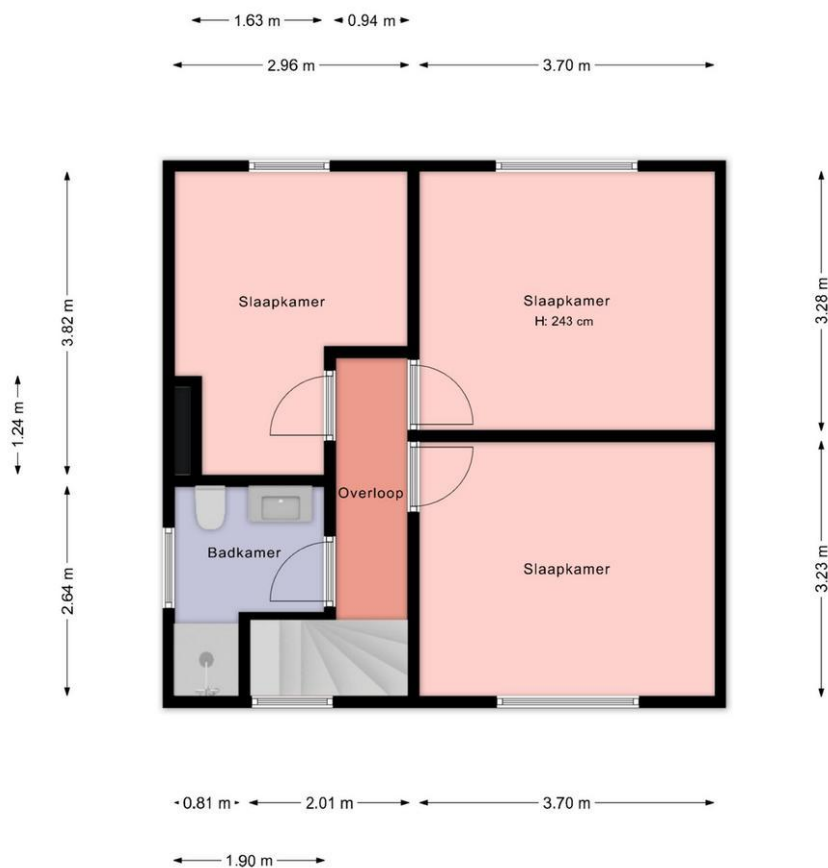 1.63 m
0.94 m
2.96 m
3.70 m
3.82 m
1.24 m
2.64 m
3.28 m
3.23 m
Slaapkamer
Slaapkamer
H: 243 cm
Overloop
Badkamer
Slaapkamer
0.81 m
2.01 m
3.70 m
1.90 m